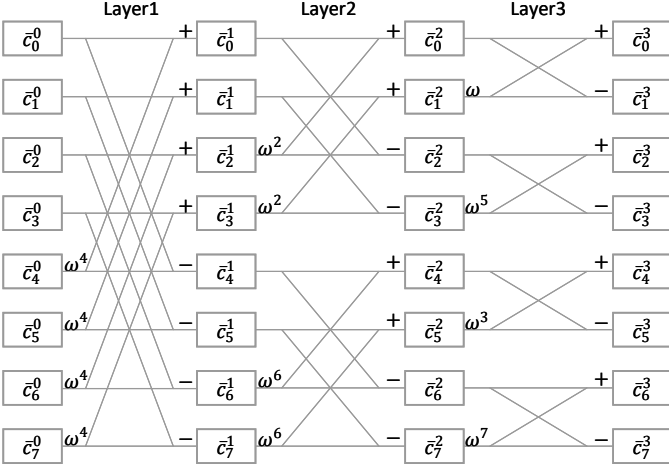 Layer1 Layer2 Layer3
c̄₀⁰ + c̄₀¹ + c̄₀² + c̄₀³
c̄₁⁰ + c̄₁¹ + c̄₁² ω − c̄₁³
c̄₂⁰ + c̄₂¹ ω² − c̄₂² + c̄₂³
c̄₃⁰ + c̄₃¹ ω² − c̄₃² ω⁵ − c̄₃³
c̄₄⁰ ω⁴ − c̄₄¹ + c̄₄² + c̄₄³
c̄₅⁰ ω⁴ − c̄₅¹ + c̄₅² ω³ − c̄₅³
c̄₆⁰ ω⁴ − c̄₆¹ ω⁶ − c̄₆² + c̄₆³
c̄₇⁰ ω⁴ − c̄₇¹ ω⁶ − c̄₇² ω⁷ − c̄₇³